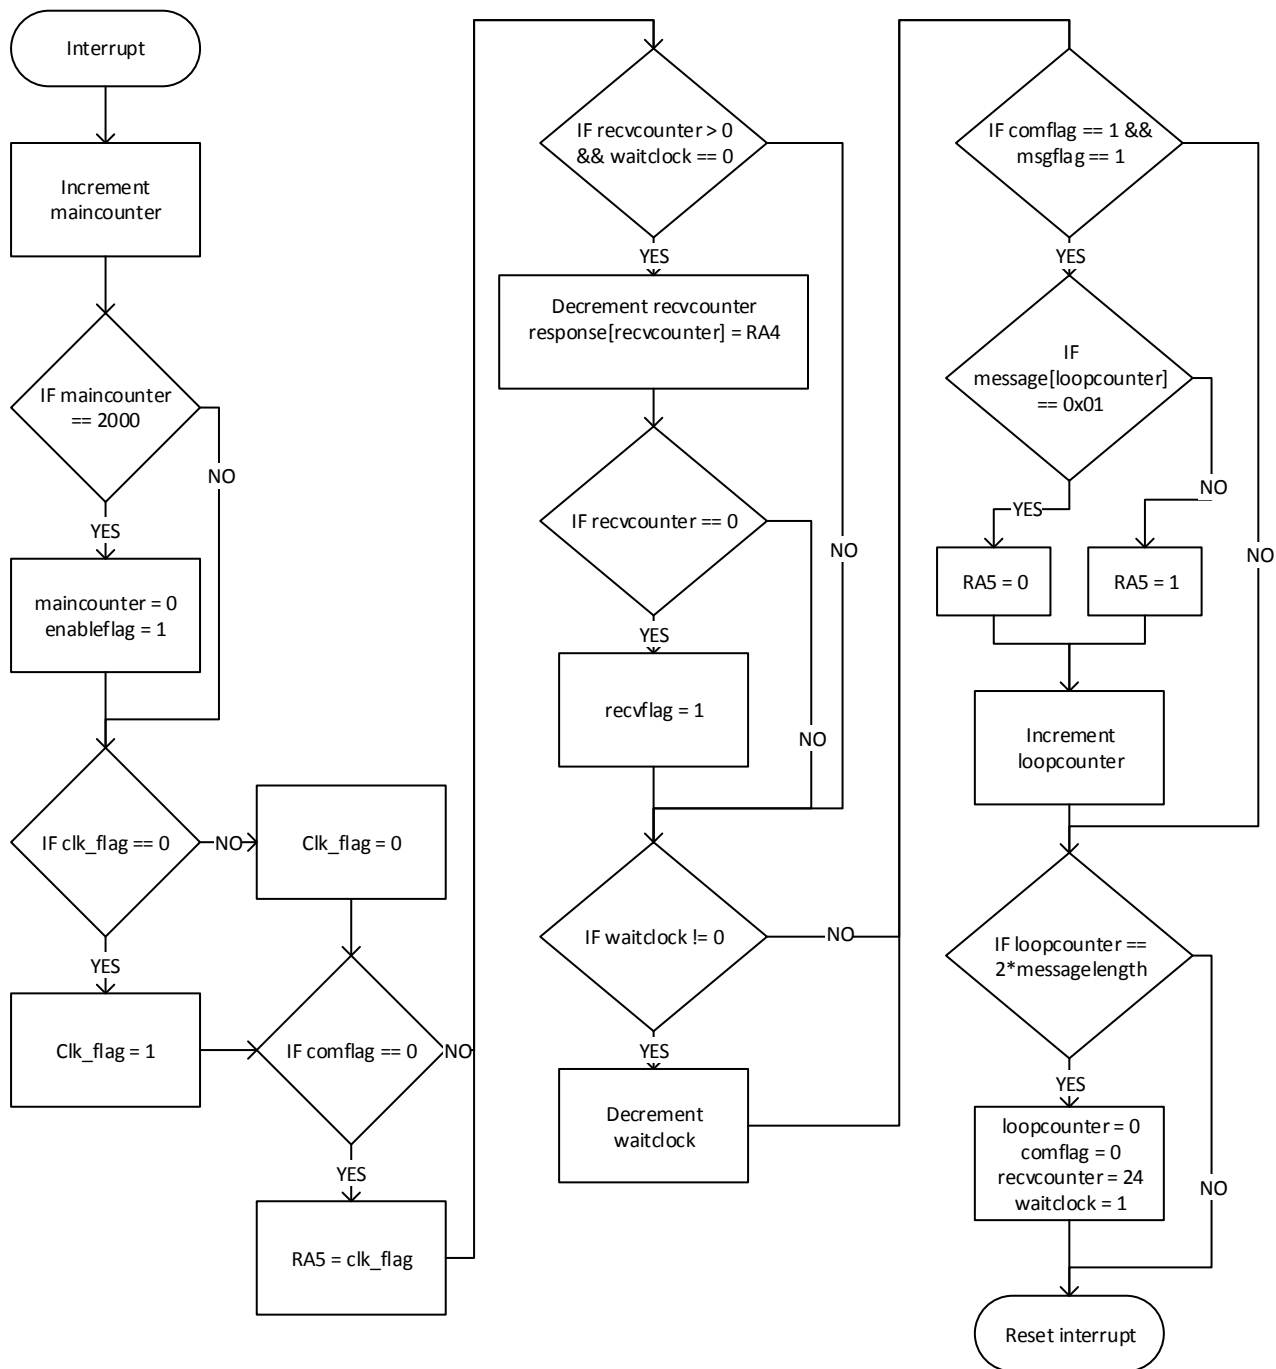 Interrupt
Increment
maincounter
IF maincounter
== 2000
NO
YES
maincounter = 0
enableflag = 1
IF clk_flag == 0
NO
Clk_flag = 0
YES
Clk_flag = 1
IF comflag == 0
NO
YES
RA5 = clk_flag
IF recvcounter > 0
&& waitclock == 0
YES
Decrement recvcounter
response[recvcounter] = RA4
IF recvcounter == 0
NO
YES
recvflag = 1
NO
IF waitclock != 0
NO
YES
Decrement
waitclock
IF comflag == 1 &&
msgflag == 1
YES
IF
message[loopcounter]
== 0x01
NO
YES
NO
RA5 = 0
RA5 = 1
Increment
loopcounter
IF loopcounter ==
2*messagelength
YES
loopcounter = 0
comflag = 0
recvcounter = 24
waitclock = 1
NO
Reset interrupt